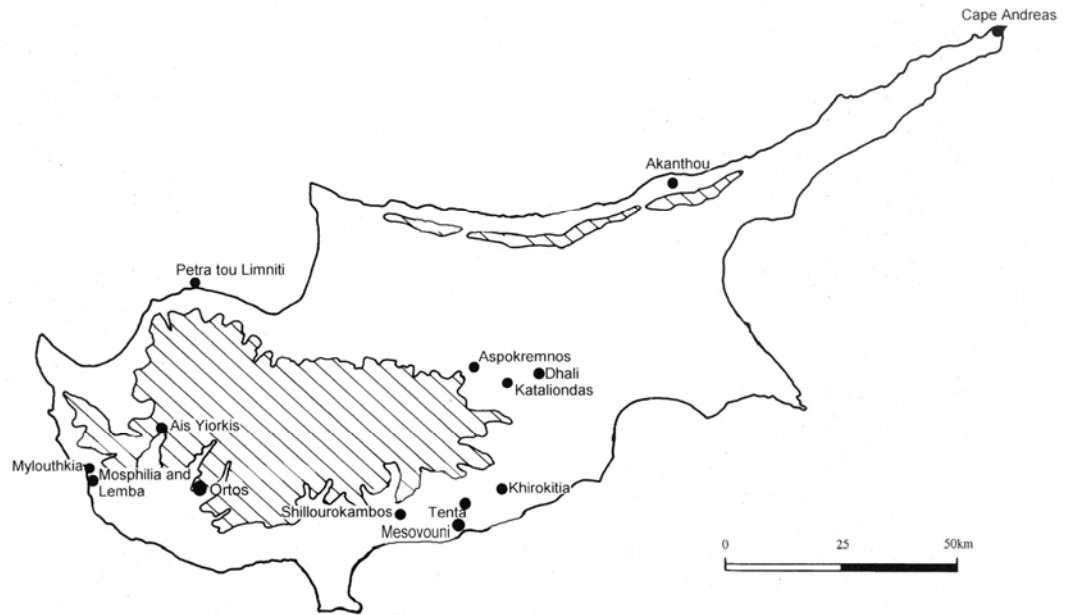 Cape Andreas
Akanthou
Petra tou Limniti
Aspokremnos
Dhali
Kataliondas
Ais Yiorkis
Mylouthkia
Mosphilia and
Lemba
Ortos
Khirokitia
Shillourokambos
Tenta
Mesovouni
0
25
50km